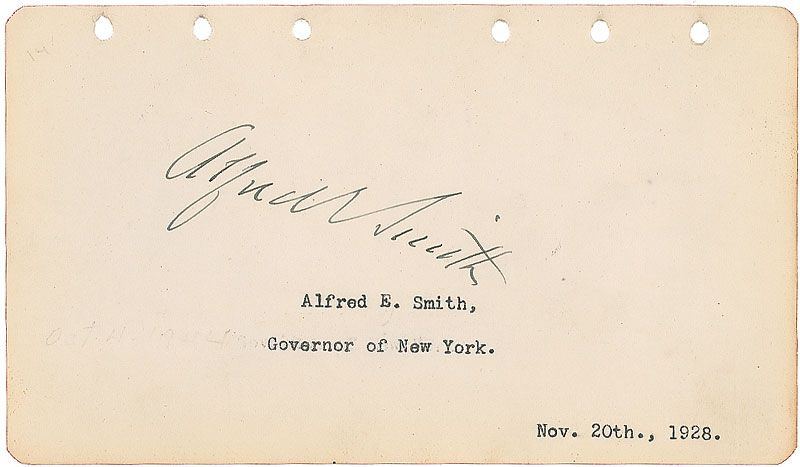 Alfred E Smith
Alfred E. Smith,
Governor of New York.
Nov. 20th., 1928.